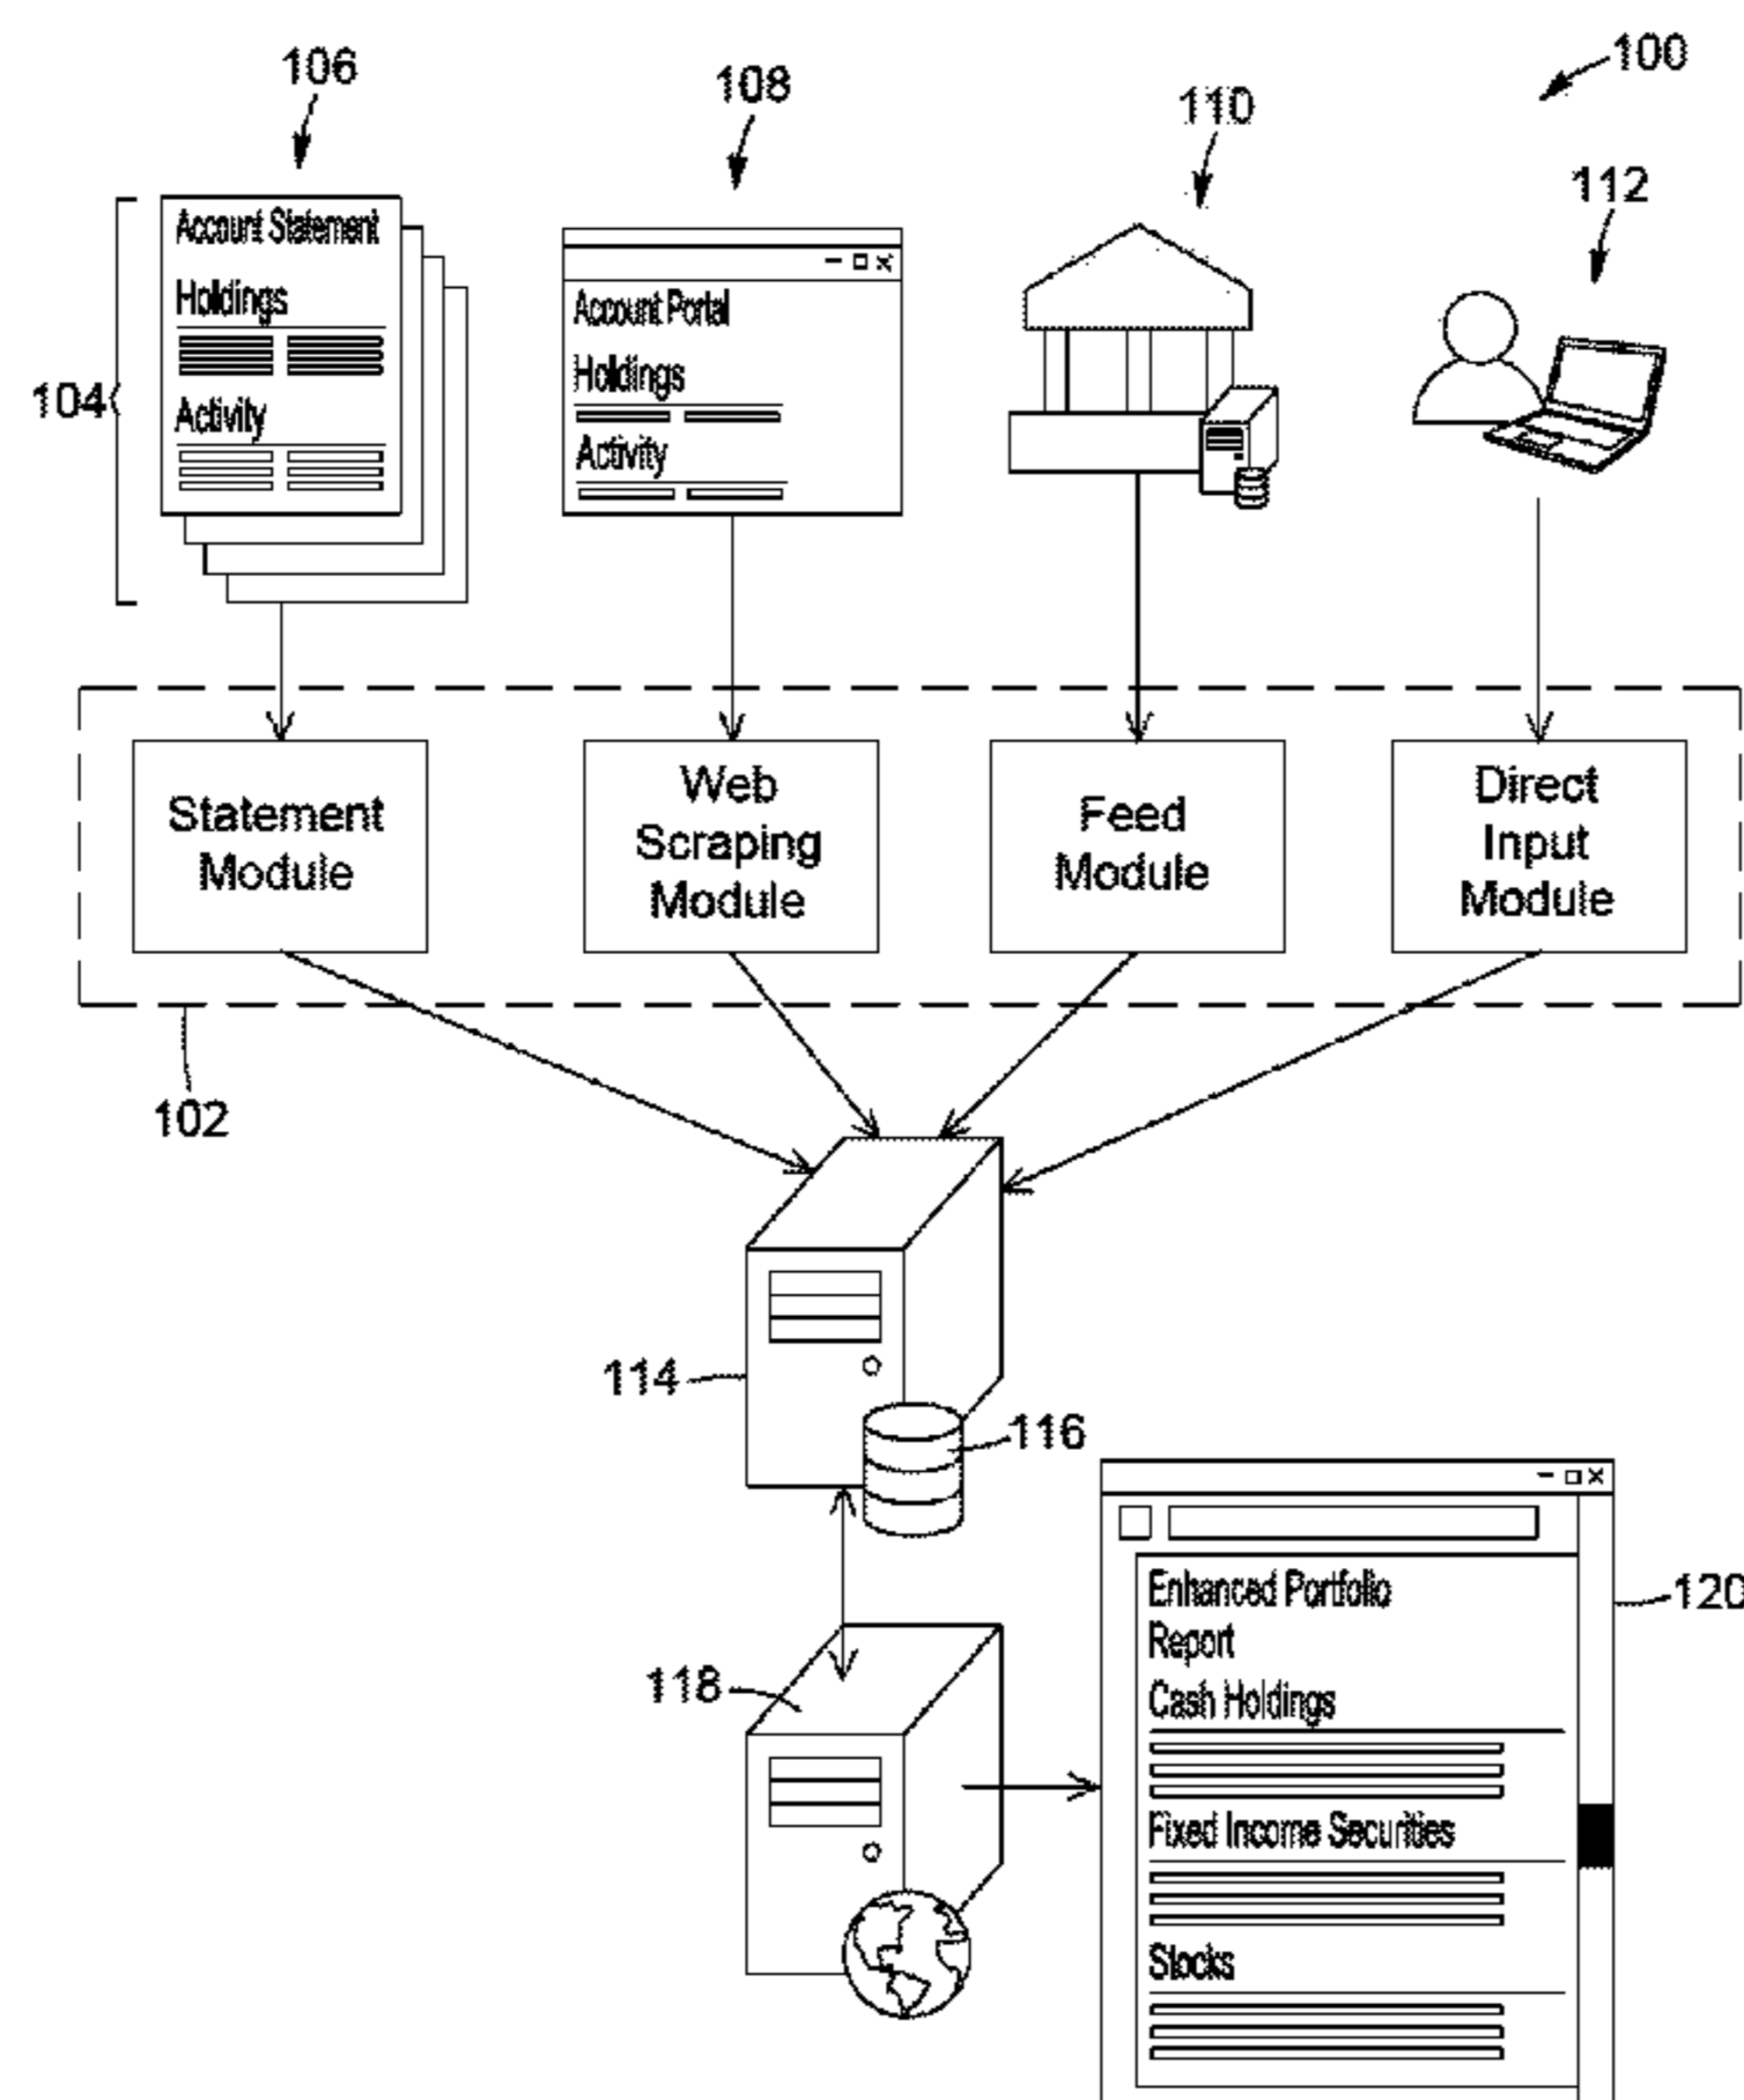 100
106
108
110
112
104
Account Statement
Holdings
Activity
Account Portal
Holdings
Activity
Statement
Module
Web
Scraping
Module
Feed
Module
Direct
Input
Module
102
114
116
118
120
Enhanced Portfolio
Report
Cash Holdings
Fixed Income Securities
Stocks